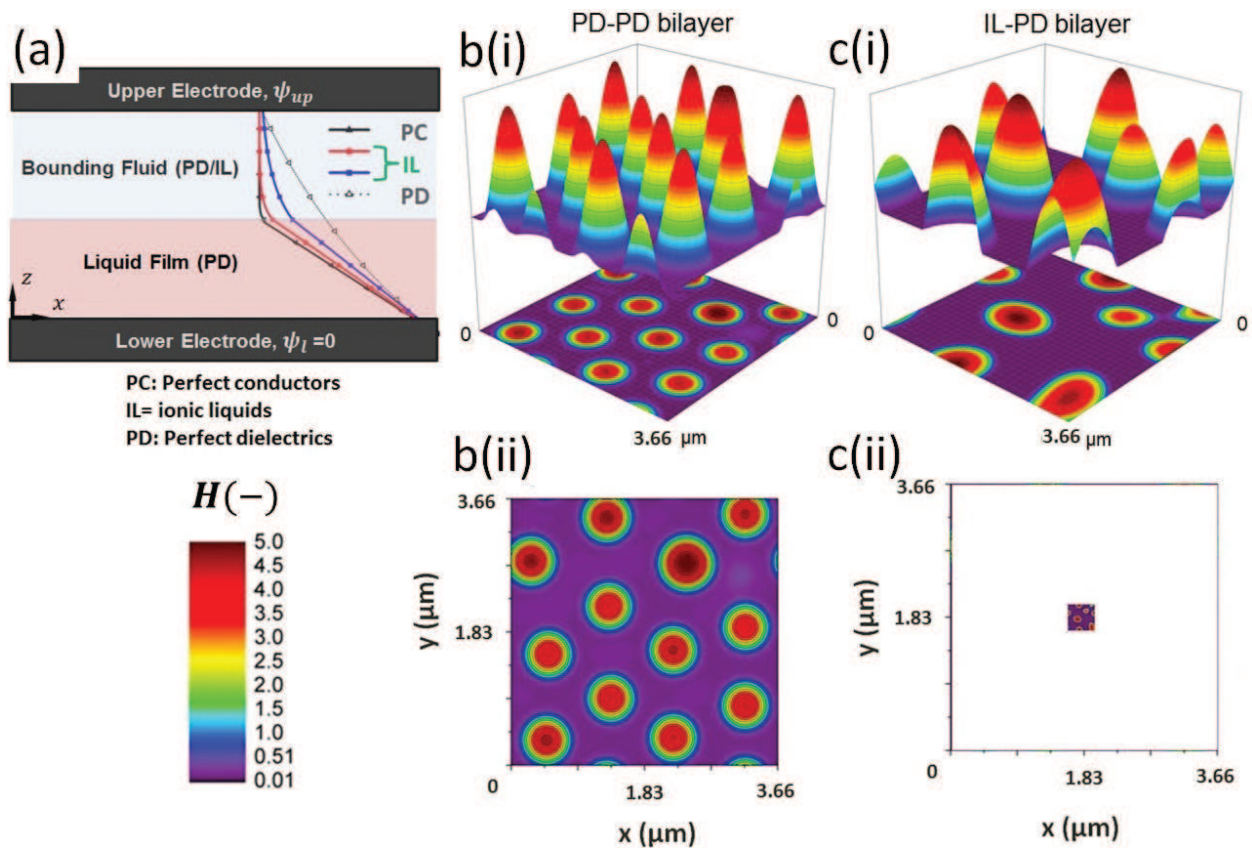 (a)
Upper Electrode, ψup
Bounding Fluid (PD/IL)
PC
IL
PD
Liquid Film (PD)
z
x
Lower Electrode, ψl =0
PC: Perfect conductors
IL= ionic liquids
PD: Perfect dielectrics
H(−)
5.0
4.5
4.0
3.5
3.0
2.5
2.0
1.5
1.0
0.51
0.01
b(i)
PD-PD bilayer
0
0
3.66 μm
c(i)
IL-PD bilayer
0
0
3.66 μm
b(ii)
3.66
1.83
0
1.83
3.66
y (μm)
x (μm)
c(ii)
3.66
1.83
0
1.83
3.66
y (μm)
x (μm)